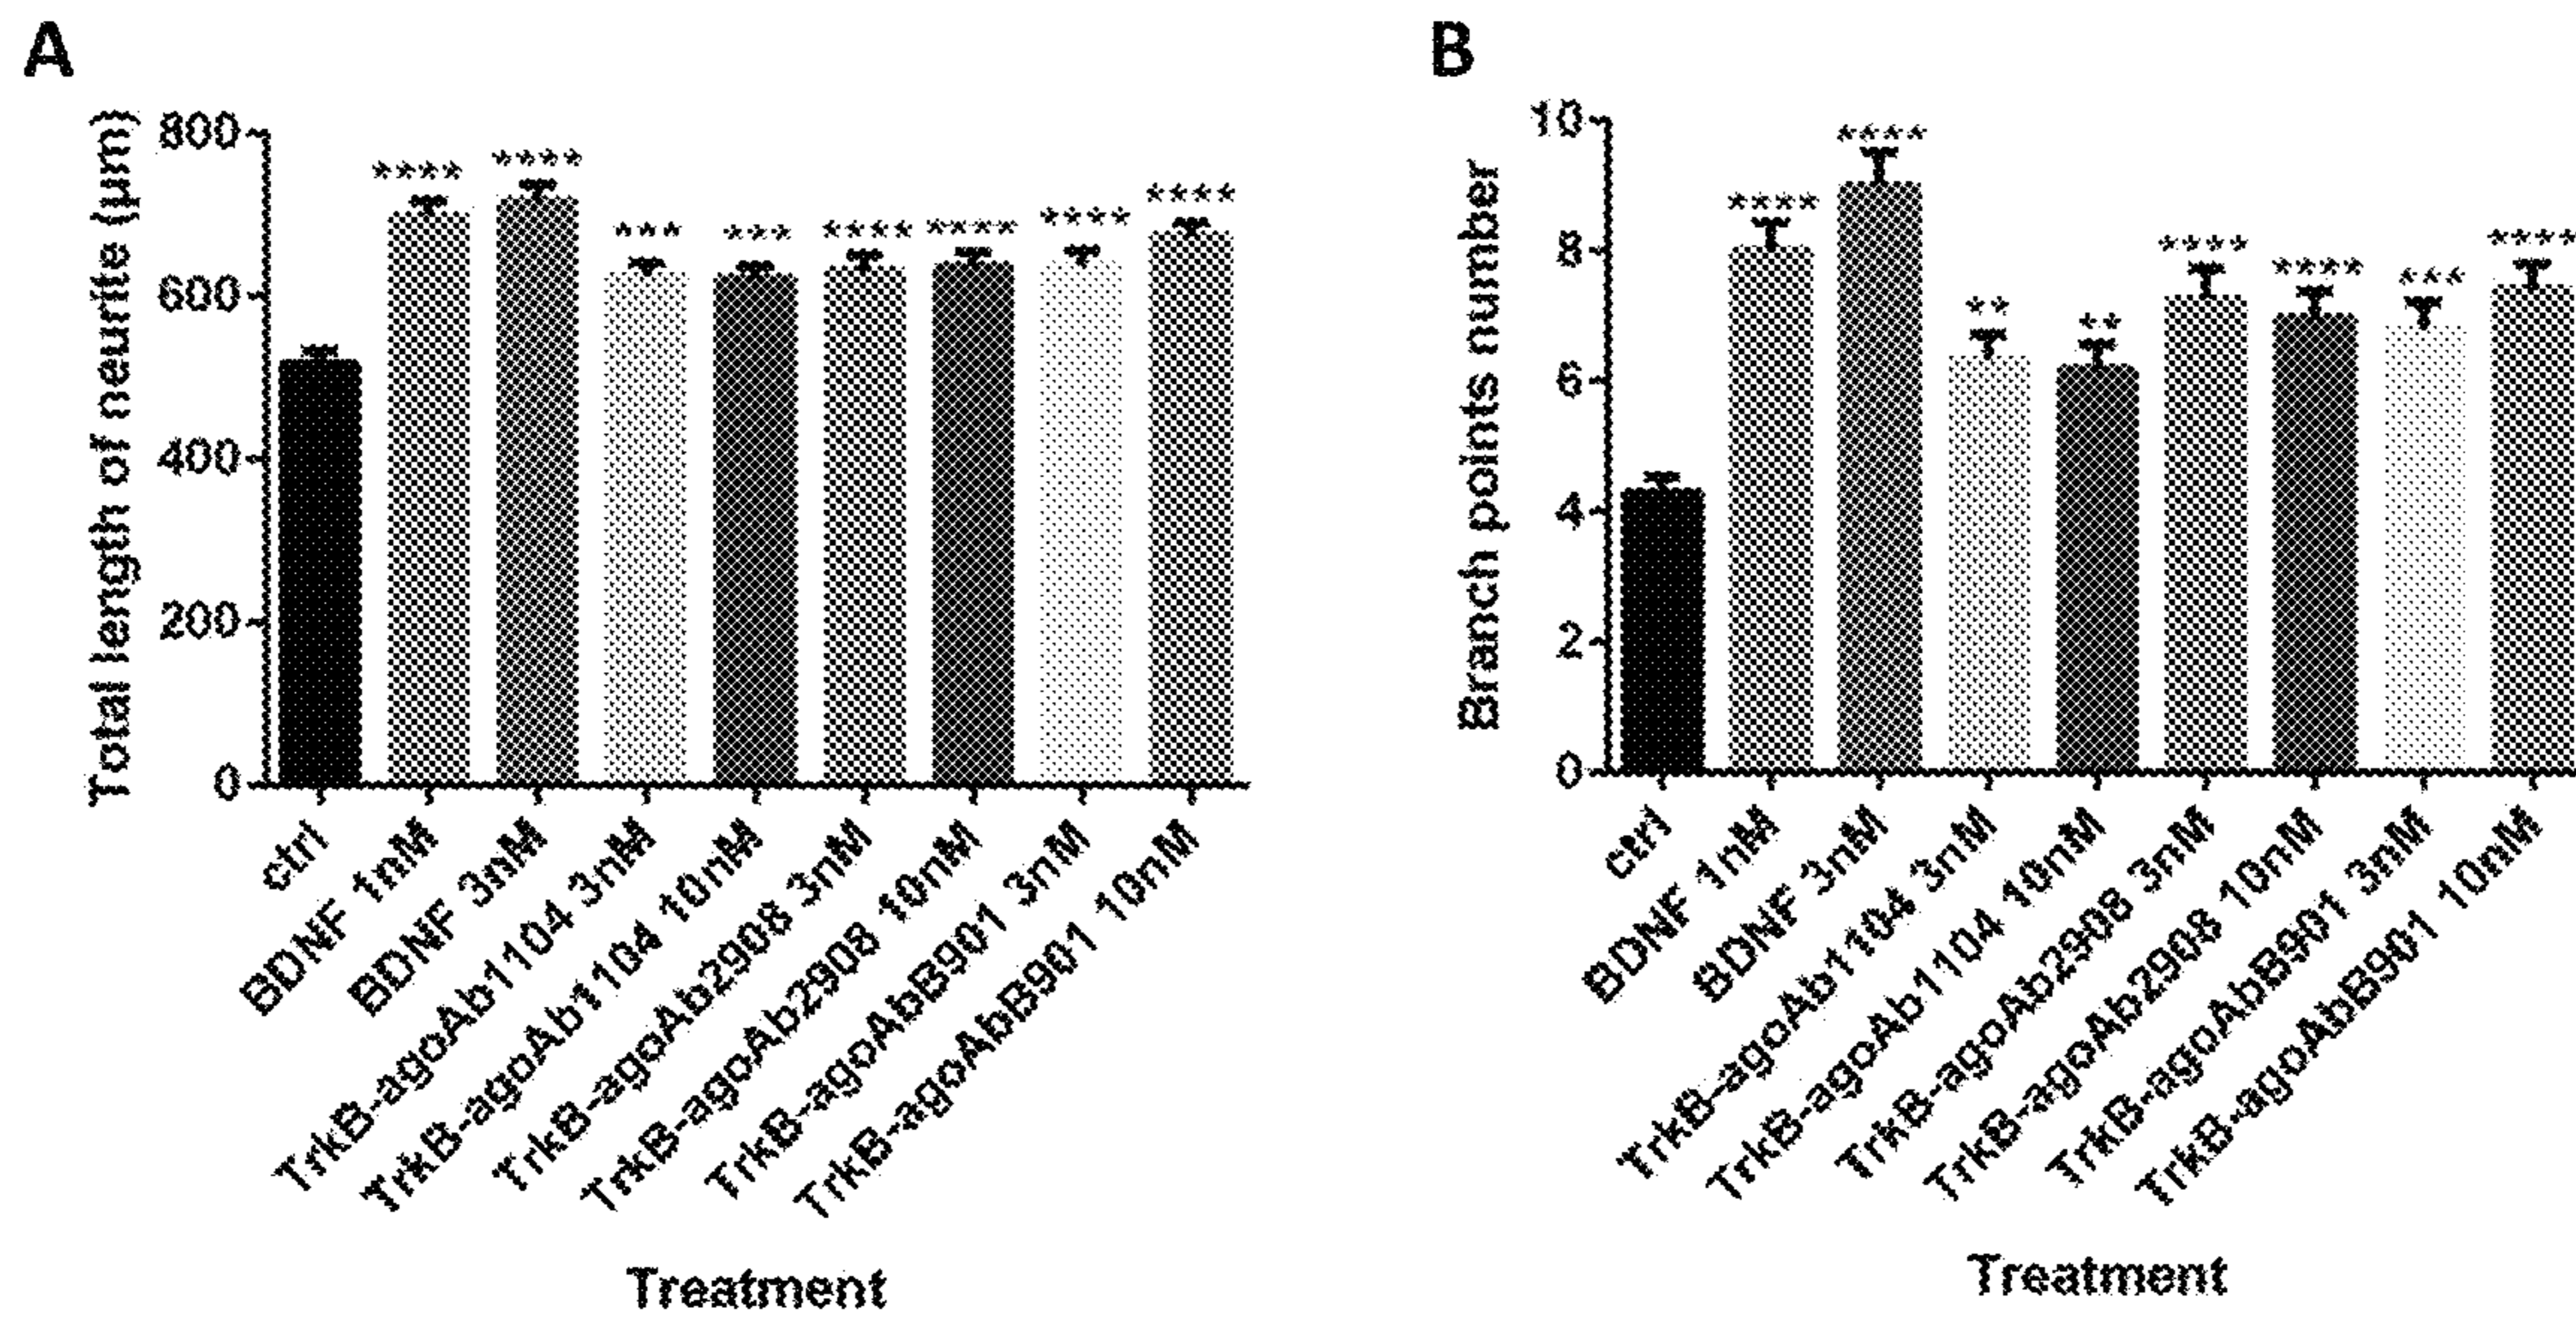 A
Total length of neurite (µm)
800
600
400
200
0
**** **** *** *** **** **** **** ****
ctrl
BDNF 1nM
BDNF 3nM
TrkB-agoAb1104 3nM
TrkB-agoAb1104 10nM
TrkB-agoAb2908 3nM
TrkB-agoAb2908 10nM
TrkB-agoAbB901 3nM
TrkB-agoAbB901 10nM
Treatment
B
Branch points number
10
8
6
4
2
0
**** **** ** ** **** **** *** ****
ctrl
BDNF 1nM
BDNF 3nM
TrkB-agoAb1104 3nM
TrkB-agoAb1104 10nM
TrkB-agoAb2908 3nM
TrkB-agoAb2908 10nM
TrkB-agoAbB901 3nM
TrkB-agoAbB901 10nM
Treatment